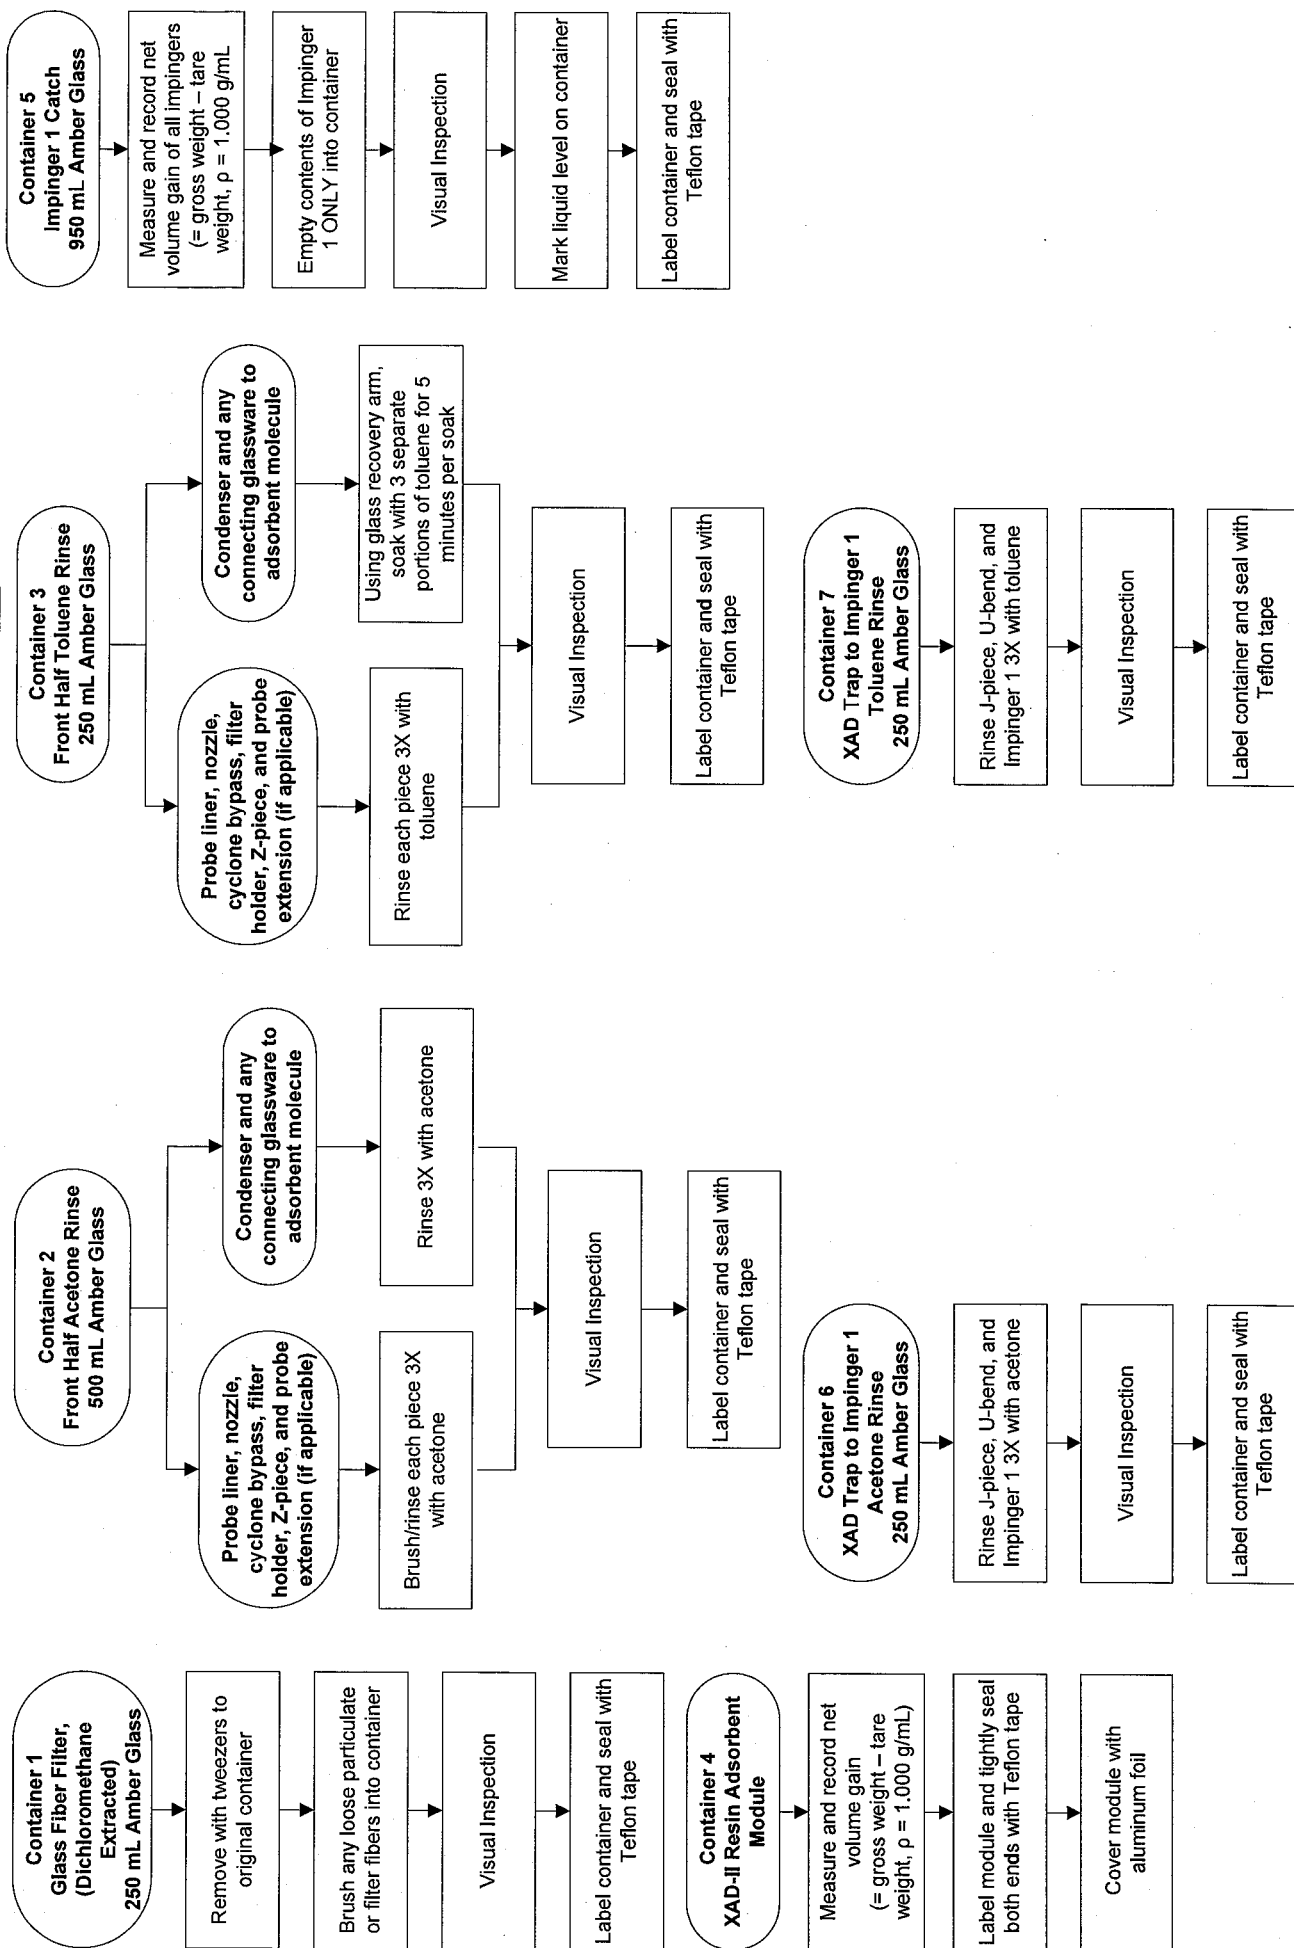 Container 1
Glass Fiber Filter,
(Dichloromethane
Extracted)
250 mL Amber Glass
Remove with tweezers to
original container
Brush any loose particulate
or filter fibers into container
Visual Inspection
Label container and seal with
Teflon tape
Container 2
Front Half Acetone Rinse
500 mL Amber Glass
Probe liner, nozzle,
cyclone bypass, filter
holder, Z-piece, and probe
extension (if applicable)
Brush/rinse each piece 3X
with acetone
Condenser and any
connecting glassware to
adsorbent molecule
Rinse 3X with acetone
Visual Inspection
Label container and seal with
Teflon tape
Container 3
Front Half Toluene Rinse
250 mL Amber Glass
Probe liner, nozzle,
cyclone bypass, filter
holder, Z-piece, and probe
extension (if applicable)
Rinse each piece 3X with
toluene
Condenser and any
connecting glassware to
adsorbent molecule
Using glass recovery arm,
soak with 3 separate
portions of toluene for 5
minutes per soak
Visual Inspection
Label container and seal with
Teflon tape
Container 5
Impinger 1 Catch
950 mL Amber Glass
Measure and record net
volume gain of all impingers
(= gross weight – tare
weight, ρ = 1.000 g/mL
Empty contents of Impinger
1 ONLY into container
Visual Inspection
Mark liquid level on container
Label container and seal with
Teflon tape
Container 4
XAD-II Resin Adsorbent
Module
Measure and record net
volume gain
(= gross weight – tare
weight, ρ = 1.000 g/mL)
Label module and tightly seal
both ends with Teflon tape
Cover module with
aluminum foil
Container 6
XAD Trap to Impinger 1
Acetone Rinse
250 mL Amber Glass
Rinse J-piece, U-bend, and
Impinger 1 3X with acetone
Visual Inspection
Label container and seal with
Teflon tape
Container 7
XAD Trap to Impinger 1
Toluene Rinse
250 mL Amber Glass
Rinse J-piece, U-bend, and
Impinger 1 3X with toluene
Visual Inspection
Label container and seal with
Teflon tape